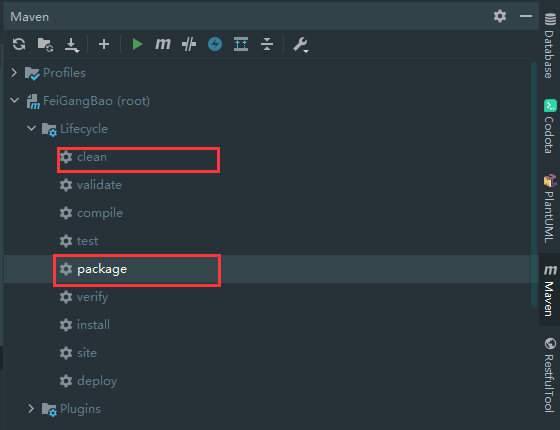 Maven
Profiles
FeiGangBao (root)
Lifecycle
clean
validate
compile
test
package
verify
install
site
deploy
Plugins
Database
Codota
PlantUML
Maven
RestfulTool